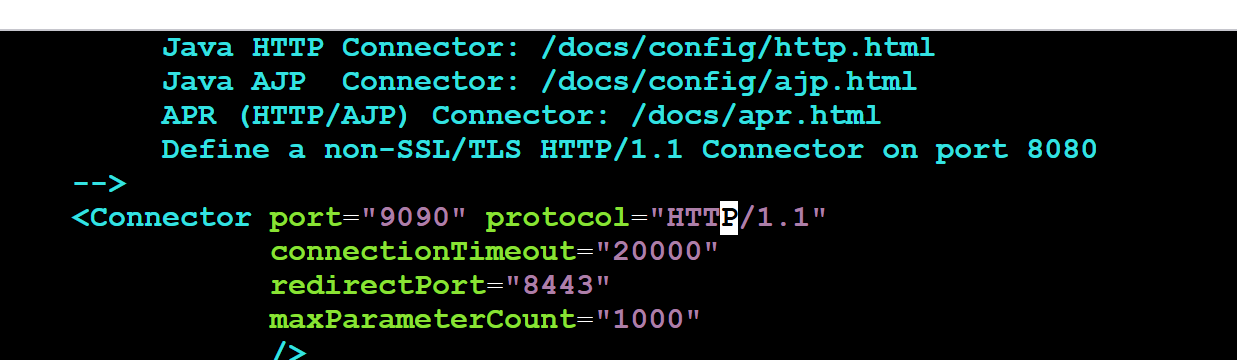 Java HTTP Connector: /docs/config/http.html
Java AJP  Connector: /docs/config/ajp.html
APR (HTTP/AJP) Connector: /docs/apr.html
Define a non-SSL/TLS HTTP/1.1 Connector on port 8080
-->
<Connector port="9090" protocol="HTTP/1.1"
connectionTimeout="20000"
redirectPort="8443"
maxParameterCount="1000"
/>